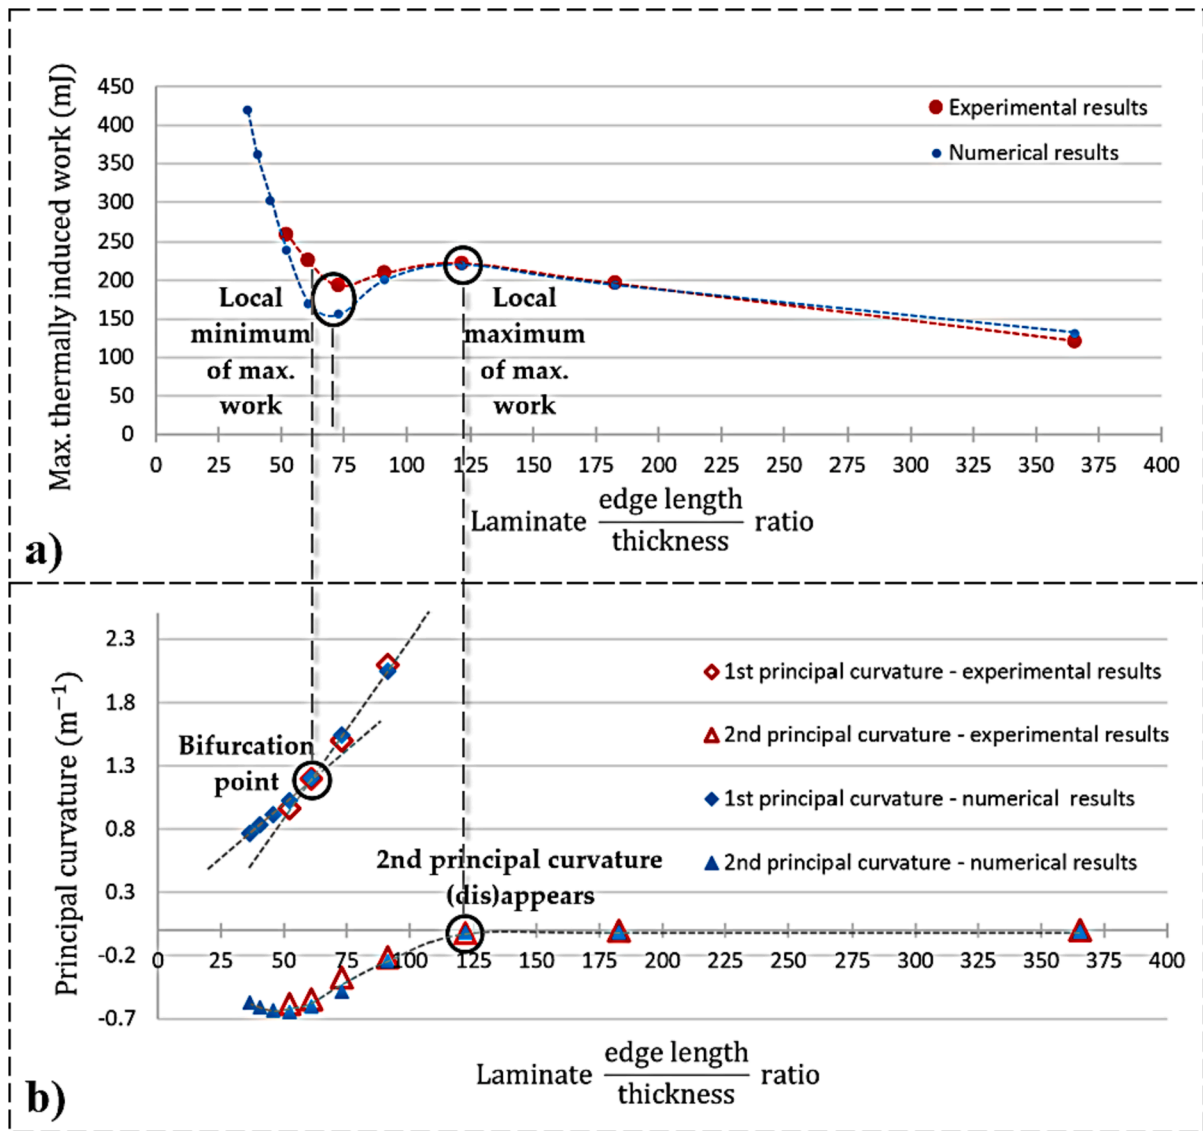 Max. thermally induced work (mJ)
450
400
350
300
250
200
150
100
50
0
Experimental results
Numerical results
Local
minimum
of max.
work
Local
maximum
of max.
work
0 25 50 75 100 125 150 175 200 225 250 275 300 325 350 375 400
Laminate edge length/thickness ratio
a)
Principal curvature (m⁻¹)
2.3
1.8
1.3
0.8
0.3
-0.2
-0.7
1st principal curvature - experimental results
2nd principal curvature - experimental results
1st principal curvature - numerical results
2nd principal curvature - numerical results
Bifurcation
point
2nd principal curvature
(dis)appears
0 25 50 75 100 125 150 175 200 225 250 275 300 325 350 375 400
Laminate edge length/thickness ratio
b)